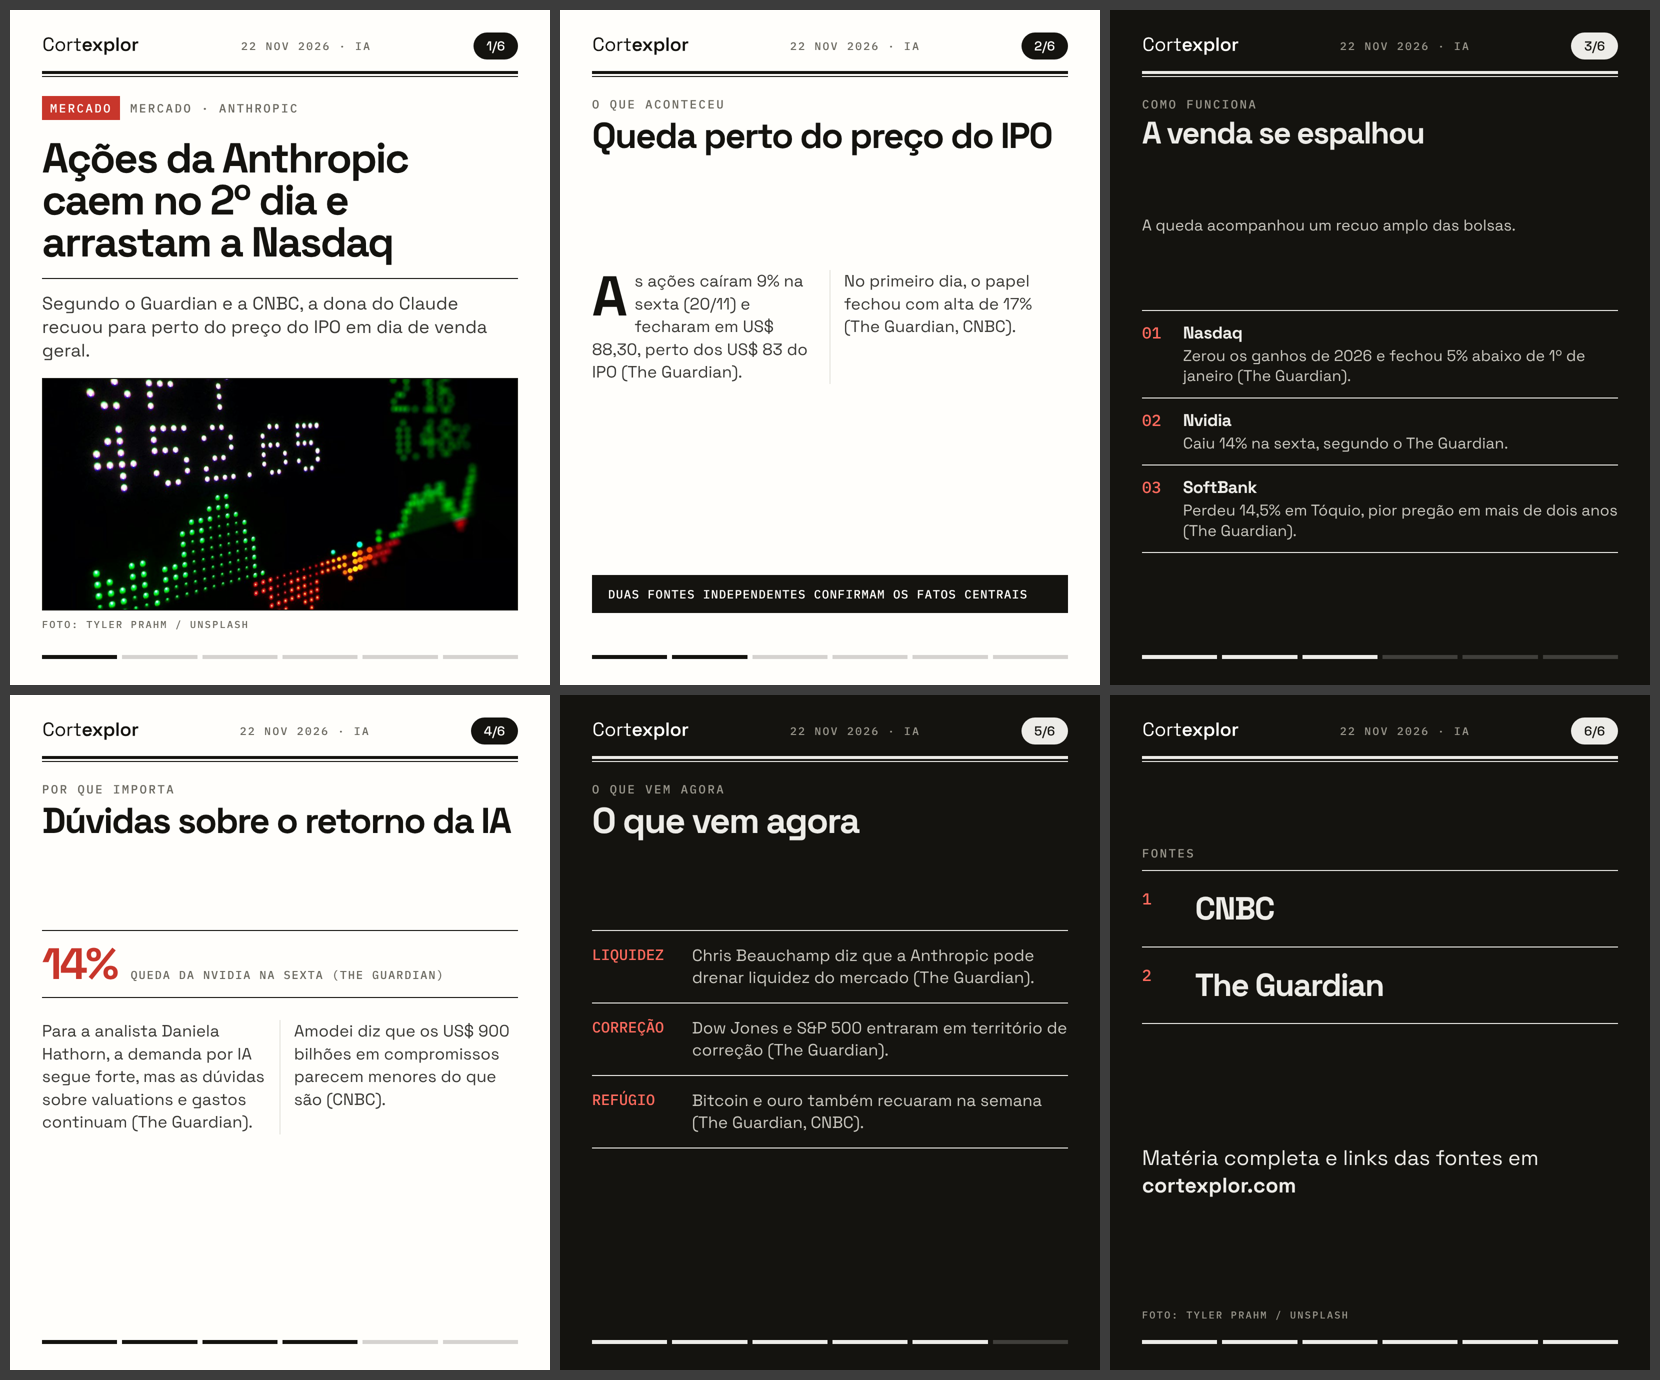 Cortexplor
22 NOV 2026 · IA
1/6
MERCADO
MERCADO · ANTHROPIC
Ações da Anthropic
caem no 2º dia e
arrastam a Nasdaq
Segundo o Guardian e a CNBC, a dona do Claude
recuou para perto do preço do IPO em dia de venda
geral.
452.65
2.16
0.48%
FOTO: TYLER PRAHM / UNSPLASH
Cortexplor
22 NOV 2026 · IA
2/6
O QUE ACONTECEU
Queda perto do preço do IPO
As ações caíram 9% na
sexta (20/11) e
fecharam em US$
88,30, perto dos US$ 83 do
IPO (The Guardian).
No primeiro dia, o papel
fechou com alta de 17%
(The Guardian, CNBC).
DUAS FONTES INDEPENDENTES CONFIRMAM OS FATOS CENTRAIS
Cortexplor
22 NOV 2026 · IA
3/6
COMO FUNCIONA
A venda se espalhou
A queda acompanhou um recuo amplo das bolsas.
01 Nasdaq
Zerou os ganhos de 2026 e fechou 5% abaixo de 1º de
janeiro (The Guardian).
02 Nvidia
Caiu 14% na sexta, segundo o The Guardian.
03 SoftBank
Perdeu 14,5% em Tóquio, pior pregão em mais de dois anos
(The Guardian).
Cortexplor
22 NOV 2026 · IA
4/6
POR QUE IMPORTA
Dúvidas sobre o retorno da IA
14% QUEDA DA NVIDIA NA SEXTA (THE GUARDIAN)
Para a analista Daniela
Hathorn, a demanda por IA
segue forte, mas as dúvidas
sobre valuations e gastos
continuam (The Guardian).
Amodei diz que os US$ 900
bilhões em compromissos
parecem menores do que
são (CNBC).
Cortexplor
22 NOV 2026 · IA
5/6
O QUE VEM AGORA
O que vem agora
LIQUIDEZ
Chris Beauchamp diz que a Anthropic pode
drenar liquidez do mercado (The Guardian).
CORREÇÃO
Dow Jones e S&P 500 entraram em território de
correção (The Guardian).
REFÚGIO
Bitcoin e ouro também recuaram na semana
(The Guardian, CNBC).
Cortexplor
22 NOV 2026 · IA
6/6
FONTES
1 CNBC
2 The Guardian
Matéria completa e links das fontes em
cortexplor.com
FOTO: TYLER PRAHM / UNSPLASH